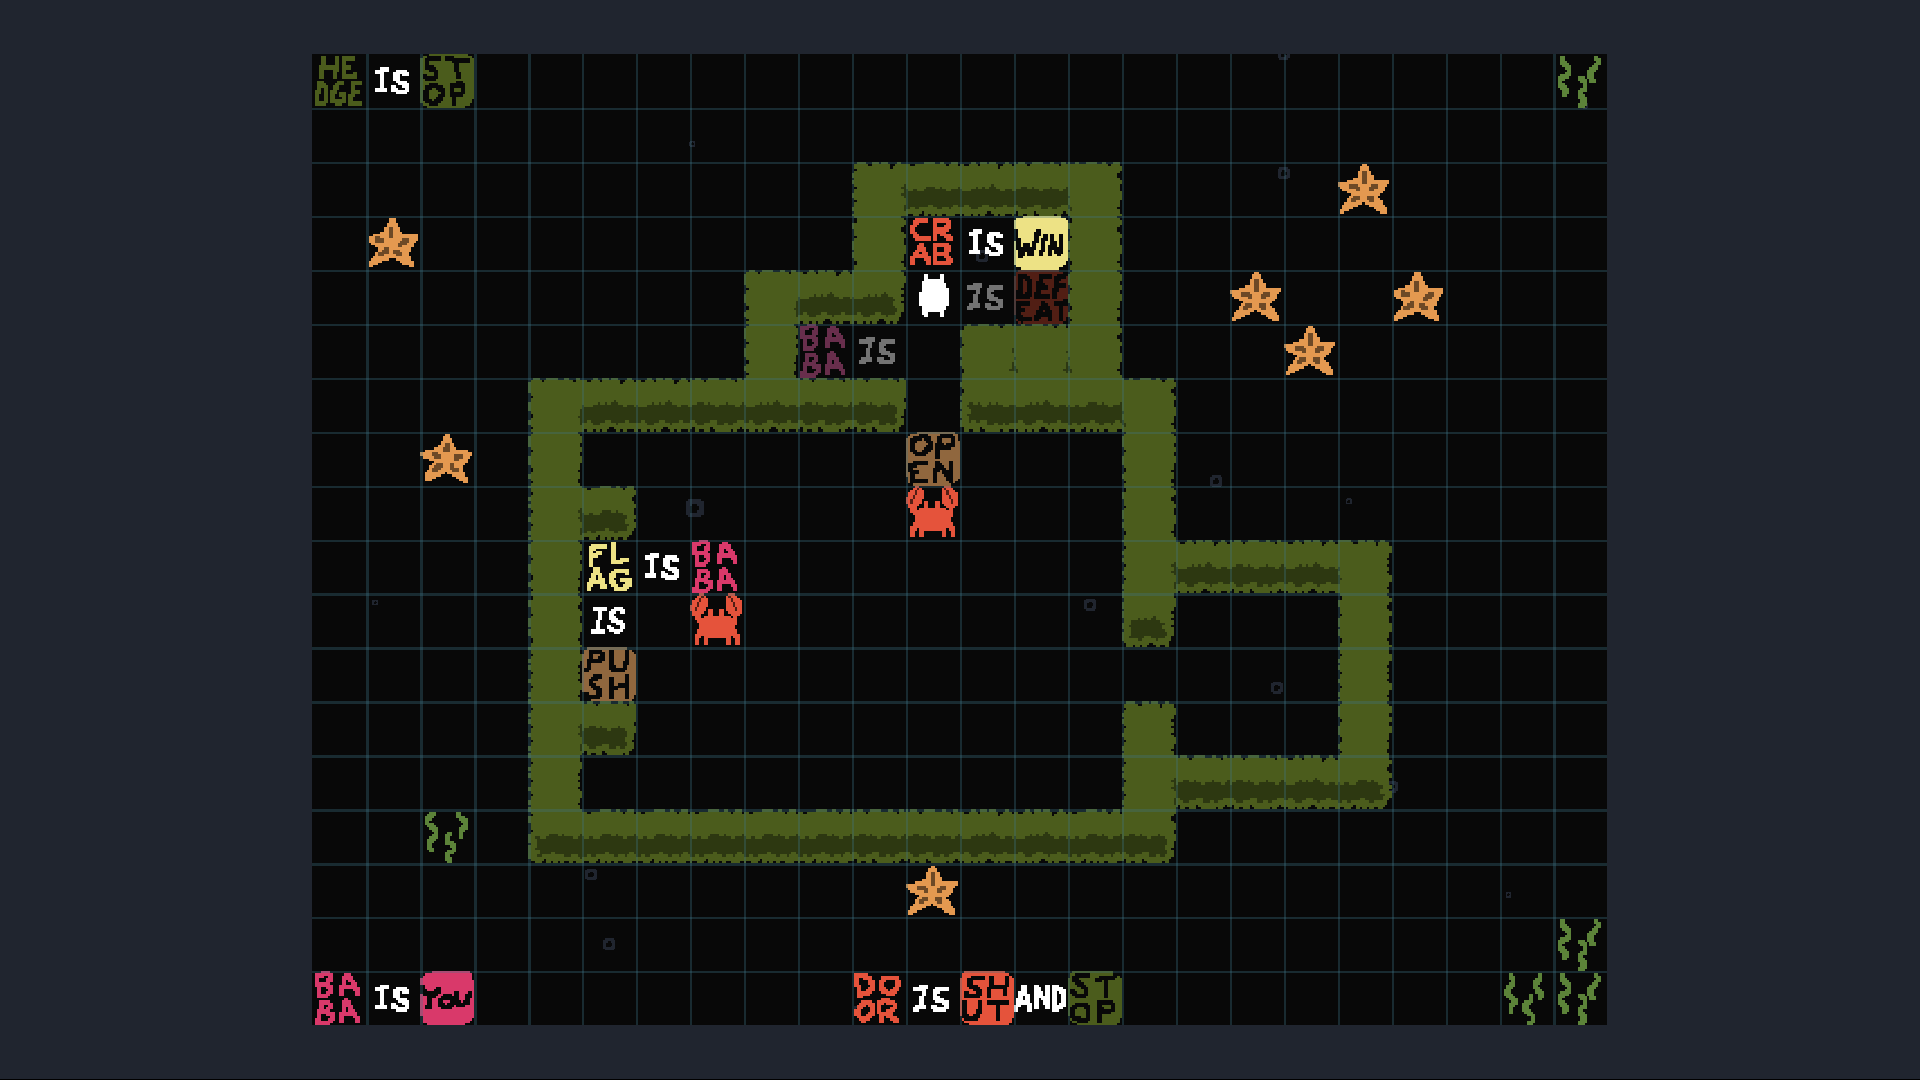 HEDGE IS STOP
CRAB IS WIN
IS DEFEAT
BABA IS
OPEN
FLAG IS BABA
IS
PUSH
BABA IS YOU
DOOR IS SHUT AND STOP